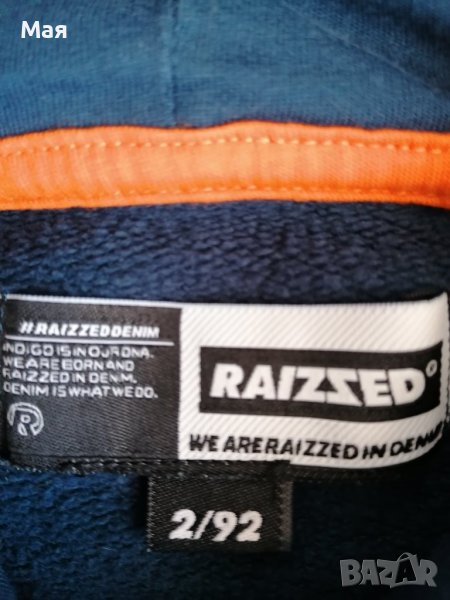 Мая
#RAIZZEDDENIM
INDIGO IS IN OUR DNA.
WE ARE BORN AND
RAIZZED IN DENIM.
DENIM IS WHAT WE DO.
R
RAIZZED®
WE ARE RAIZZED IN DENIM
2/92
BAZAR